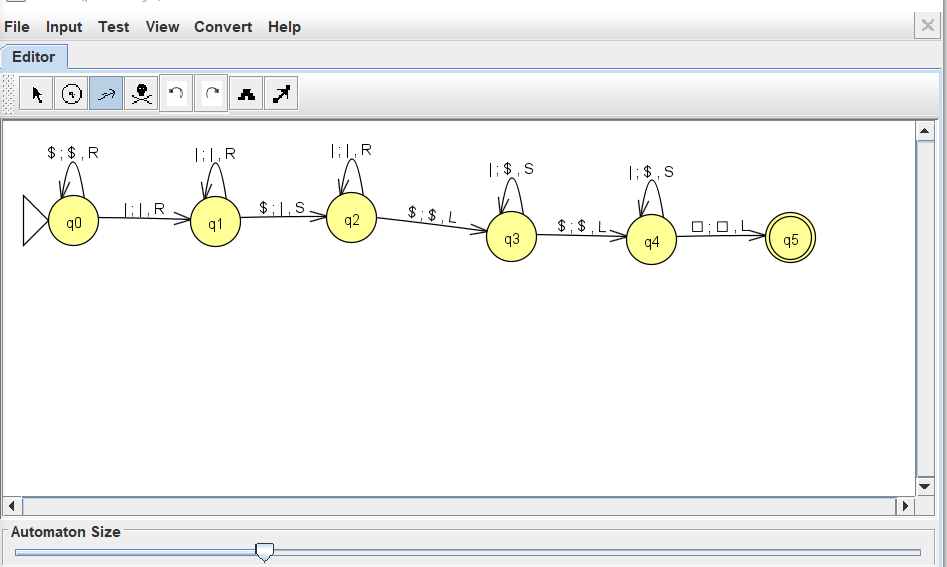 File Input Test View Convert Help
Editor
$;$,R
|;|,R
|;|,R
|;$,S
|;$,S
q0
|;|,R
q1
$;|,S
q2
$;$,L
q3
$;$,L
q4
□;□,L
q5
Automaton Size